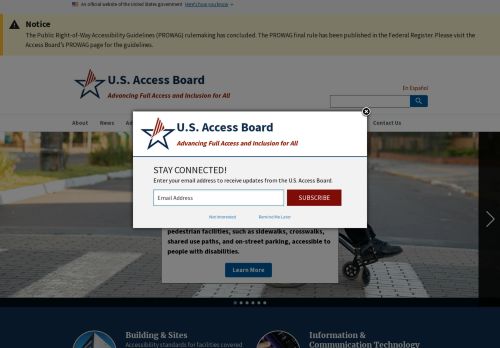 An official website of the United States government Here's how you know
Notice
The Public Right-of-Way Accessibility Guidelines (PROWAG) rulemaking has concluded. The PROWAG final rule has been published in the Federal Register. Please visit the
Access Board's PROWAG page for the guidelines.
U.S. Access Board
Advancing Full Access and Inclusion for All
En Español
About News Ad Contact Us
U.S. Access Board
Advancing Full Access and Inclusion for All
STAY CONNECTED!
Enter your email address to receive updates from the U.S. Access Board.
Email Address SUBSCRIBE
Not Interested Remind Me Later
pedestrian facilities, such as sidewalks, crosswalks,
shared use paths, and on-street parking, accessible to
people with disabilities.
Learn More
Building & Sites
Accessibility standards for facilities covered
Information &
Communication Technology